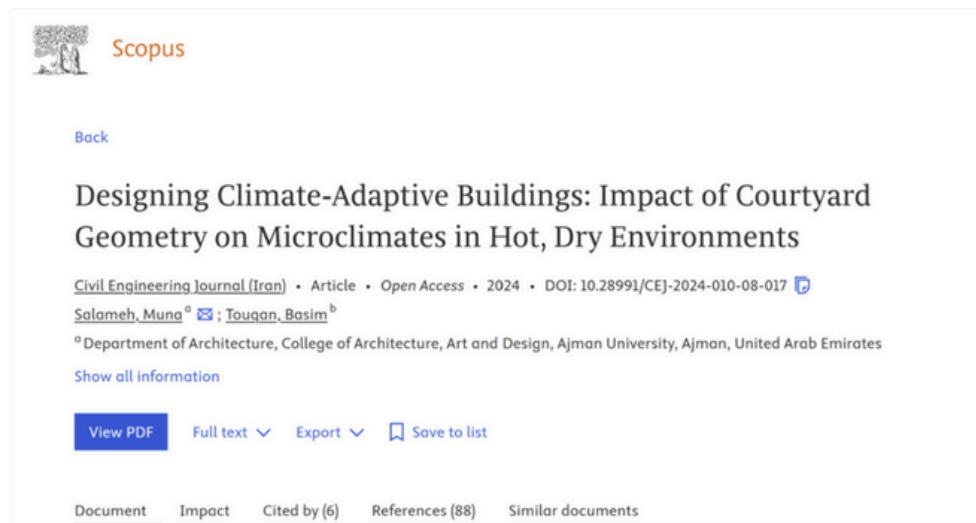 Scopus
Back
Designing Climate-Adaptive Buildings: Impact of Courtyard
Geometry on Microclimates in Hot, Dry Environments
Civil Engineering Journal (Iran) • Article • Open Access • 2024 • DOI: 10.28991/CEJ-2024-010-08-017
Salameh, Muna a ; Touqan, Basim b
a Department of Architecture, College of Architecture, Art and Design, Ajman University, Ajman, United Arab Emirates
Show all information
View PDF Full text Export Save to list
Document Impact Cited by (6) References (88) Similar documents